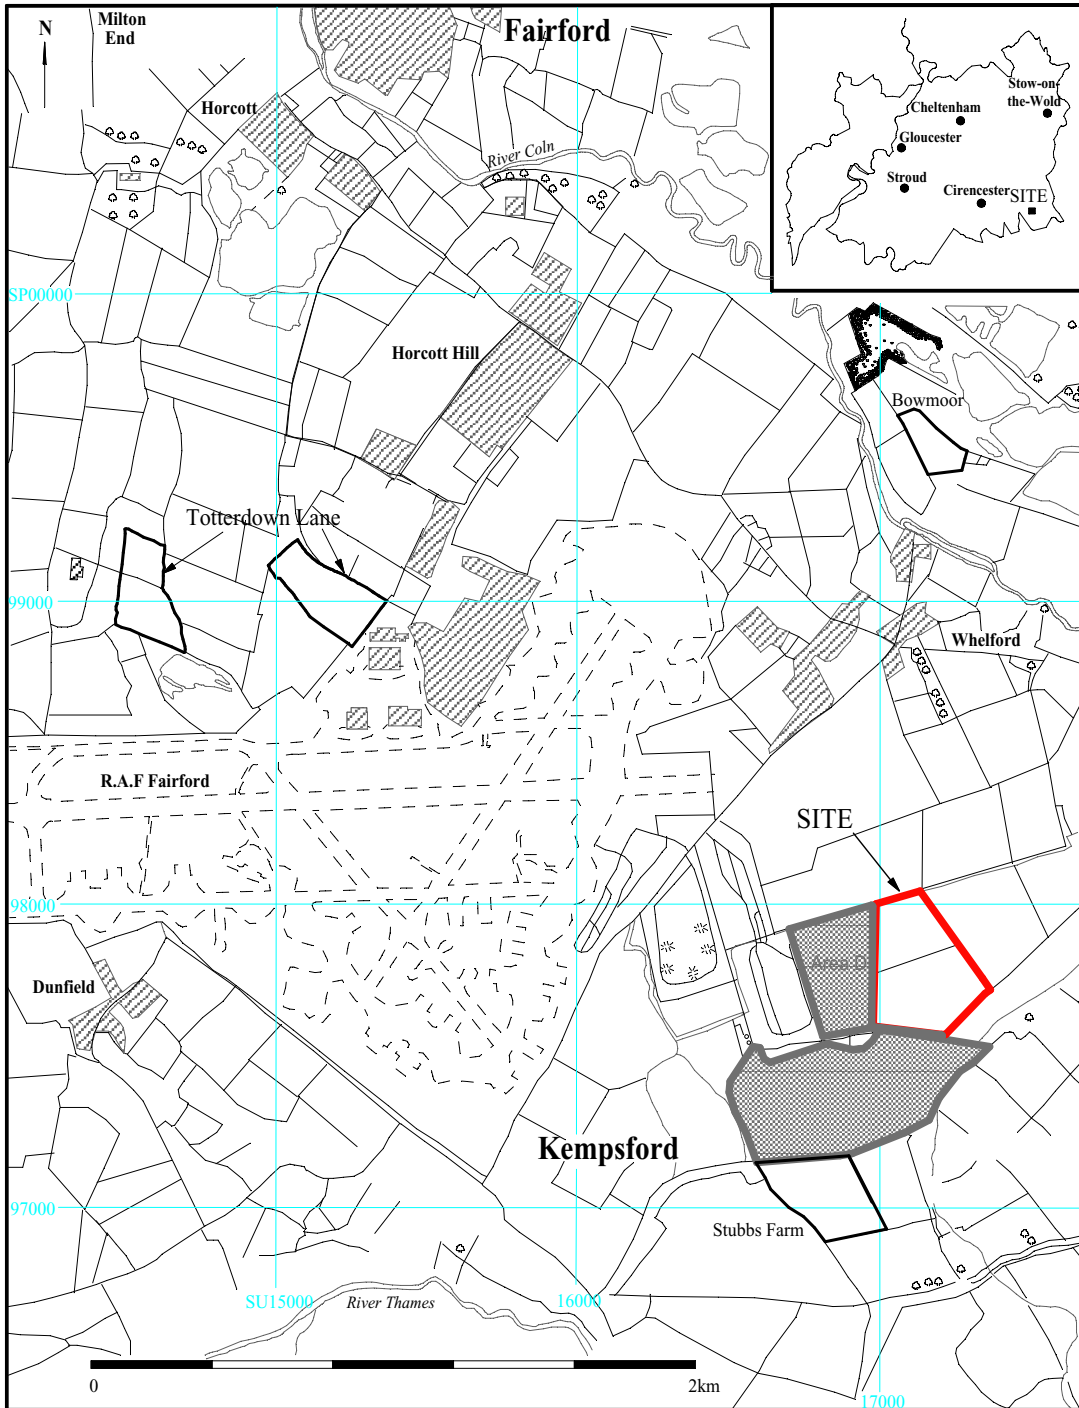 Milton
End
N
Fairford
Horcott
River Coln
Stow-on-
the-Wold
Cheltenham
Gloucester
Stroud
Cirencester
SITE
SP00000
Horcott Hill
Bowmoor
Totterdown Lane
99000
Whelford
R.A.F Fairford
SITE
98000
Area D
Dunfield
Kempsford
97000
Stubbs Farm
SU15000
River Thames
16000
0
2km
17000